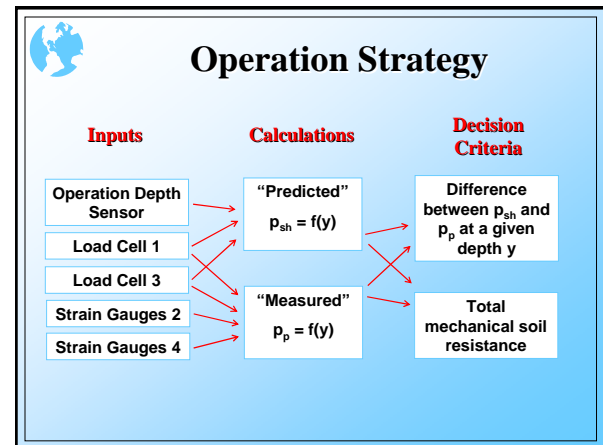 Operation Strategy
Inputs
Calculations
Decision
Criteria
Operation Depth
Sensor
Load Cell 1
Load Cell 3
Strain Gauges 2
Strain Gauges 4
“Predicted”
psh = f(y)
“Measured”
pp = f(y)
Difference
between psh and
pp at a given
depth y
Total
mechanical soil
resistance